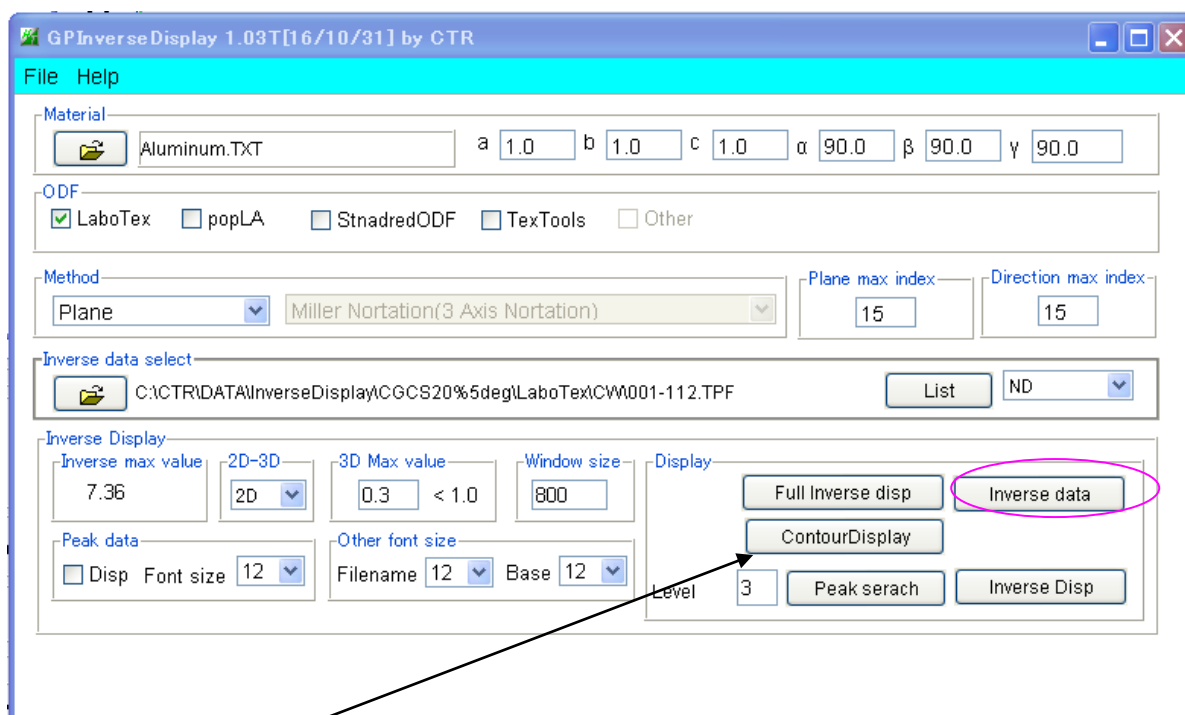 GPInverseDisplay 1.03T[16/10/31] by CTR
File Help
Material
Aluminum.TXT a 1.0 b 1.0 c 1.0 α 90.0 β 90.0 γ 90.0
ODF
LaboTex popLA StnadredODF TexTools Other
Method Plane max index Direction max index
Plane Miller Nortation(3 Axis Nortation) 15 15
Inverse data select
C:\CTR\DATA\InverseDisplay\CGCS20%5deg\LaboTex\CW\001-112.TPF List ND
Inverse Display
Inverse max value 2D-3D 3D Max value Window size Display
7.36 2D 0.3 < 1.0 800 Full Inverse disp Inverse data
ContourDisplay
Peak data Other font size
Disp Font size 12 Filename 12 Base 12 Level 3 Peak serach Inverse Disp